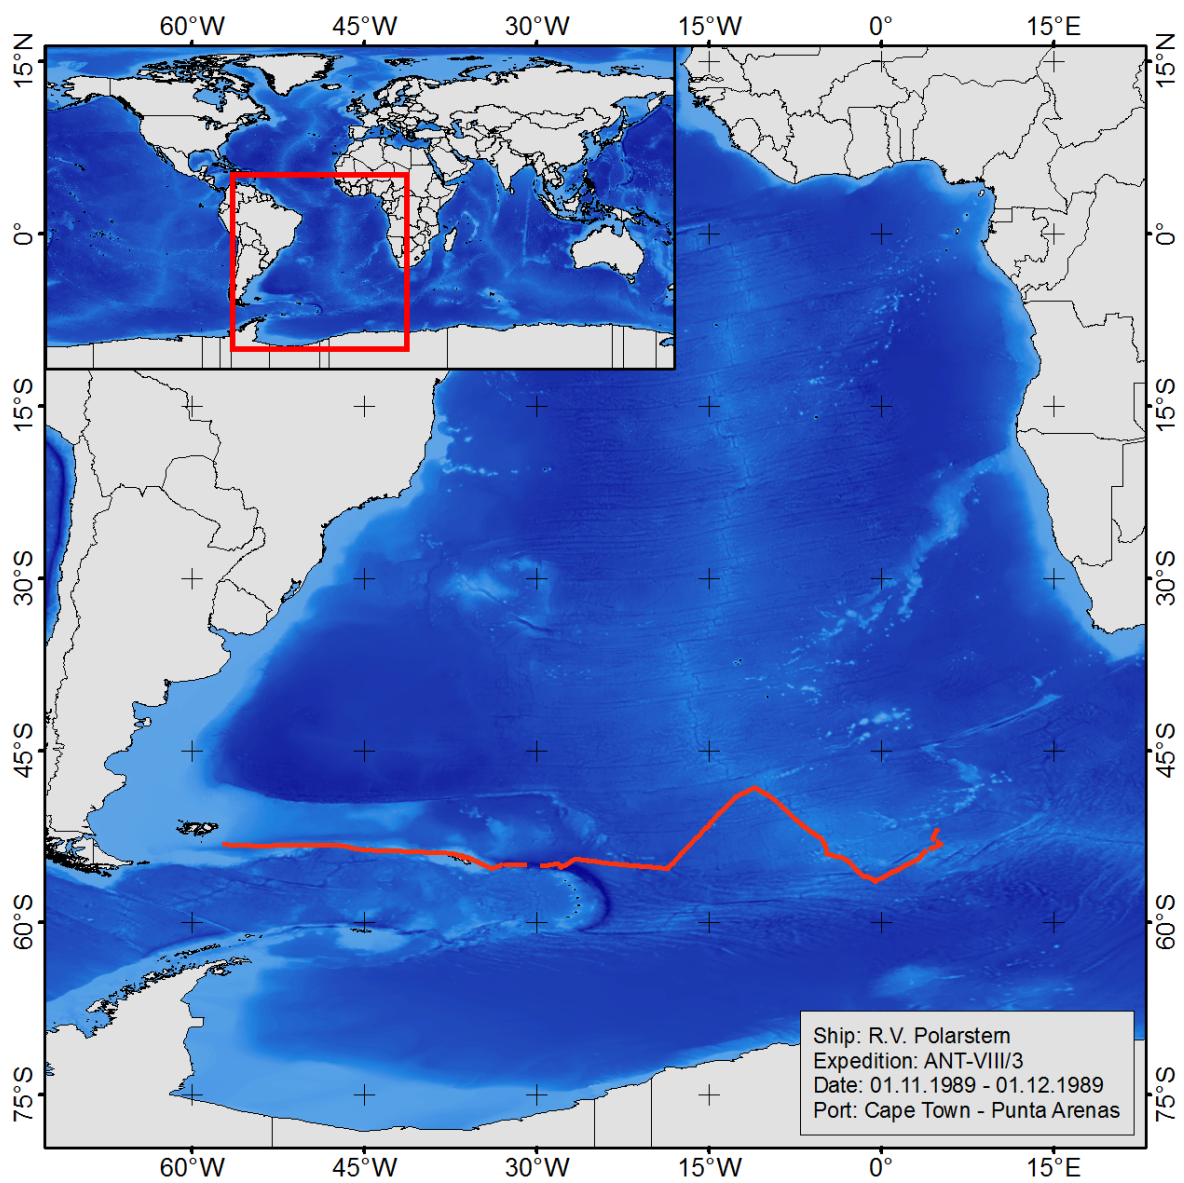 60°W 45°W 30°W 15°W 0° 15°E
15°N 15°N
0° 0°
15°S 15°S
30°S 30°S
45°S 45°S
60°S 60°S
75°S 75°S
Ship: R.V. Polarstern
Expedition: ANT-VIII/3
Date: 01.11.1989 - 01.12.1989
Port: Cape Town - Punta Arenas
60°W 45°W 30°W 15°W 0° 15°E